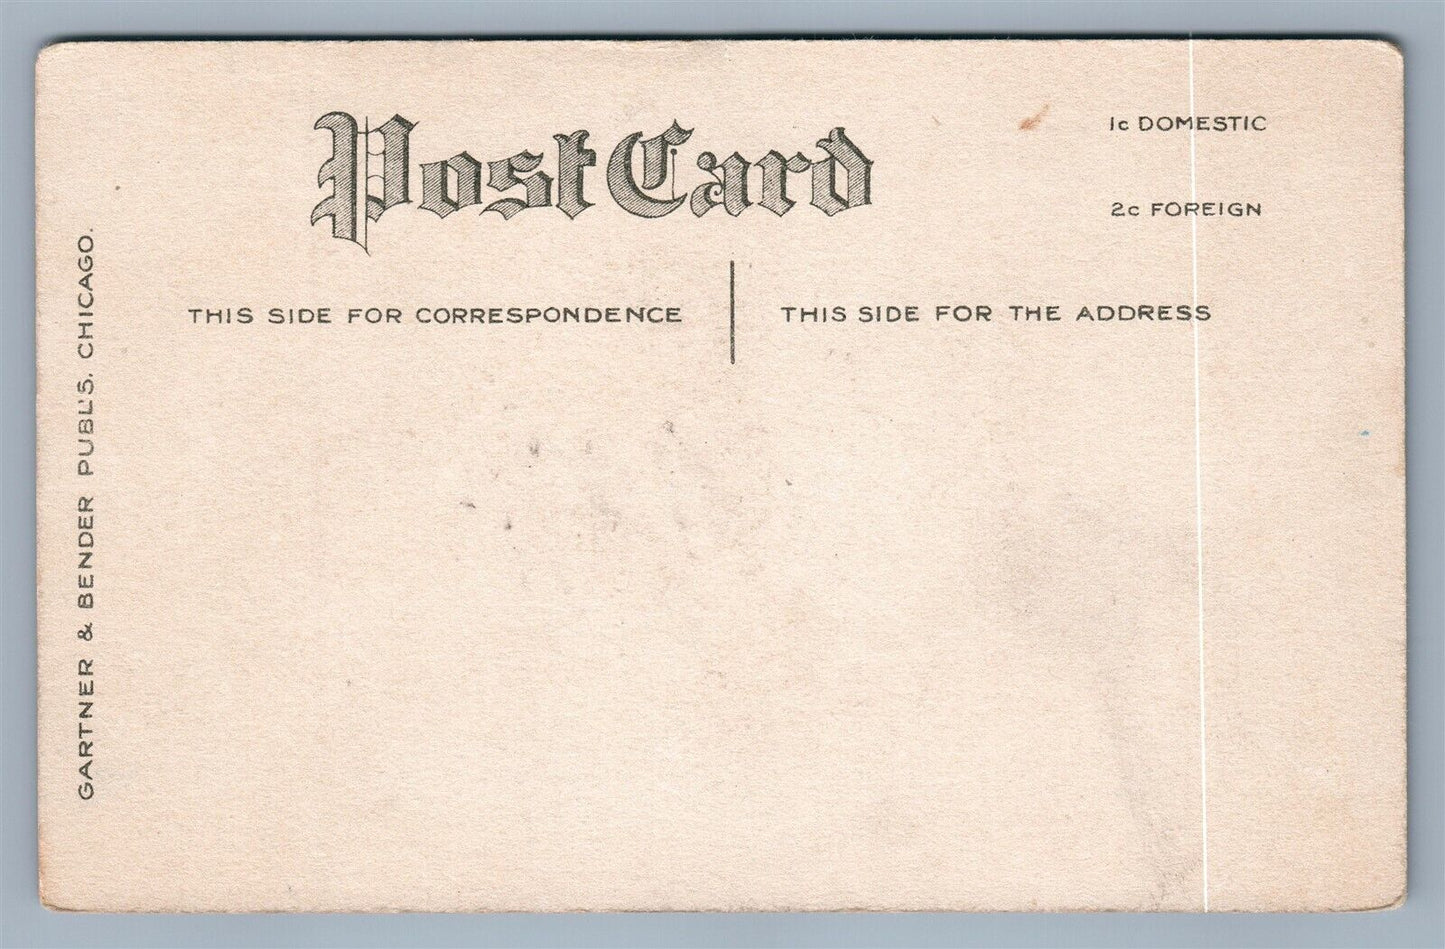 Post Card
1c DOMESTIC
2c FOREIGN
THIS SIDE FOR CORRESPONDENCE
THIS SIDE FOR THE ADDRESS
GARTNER & BENDER PUBL'S. CHICAGO.